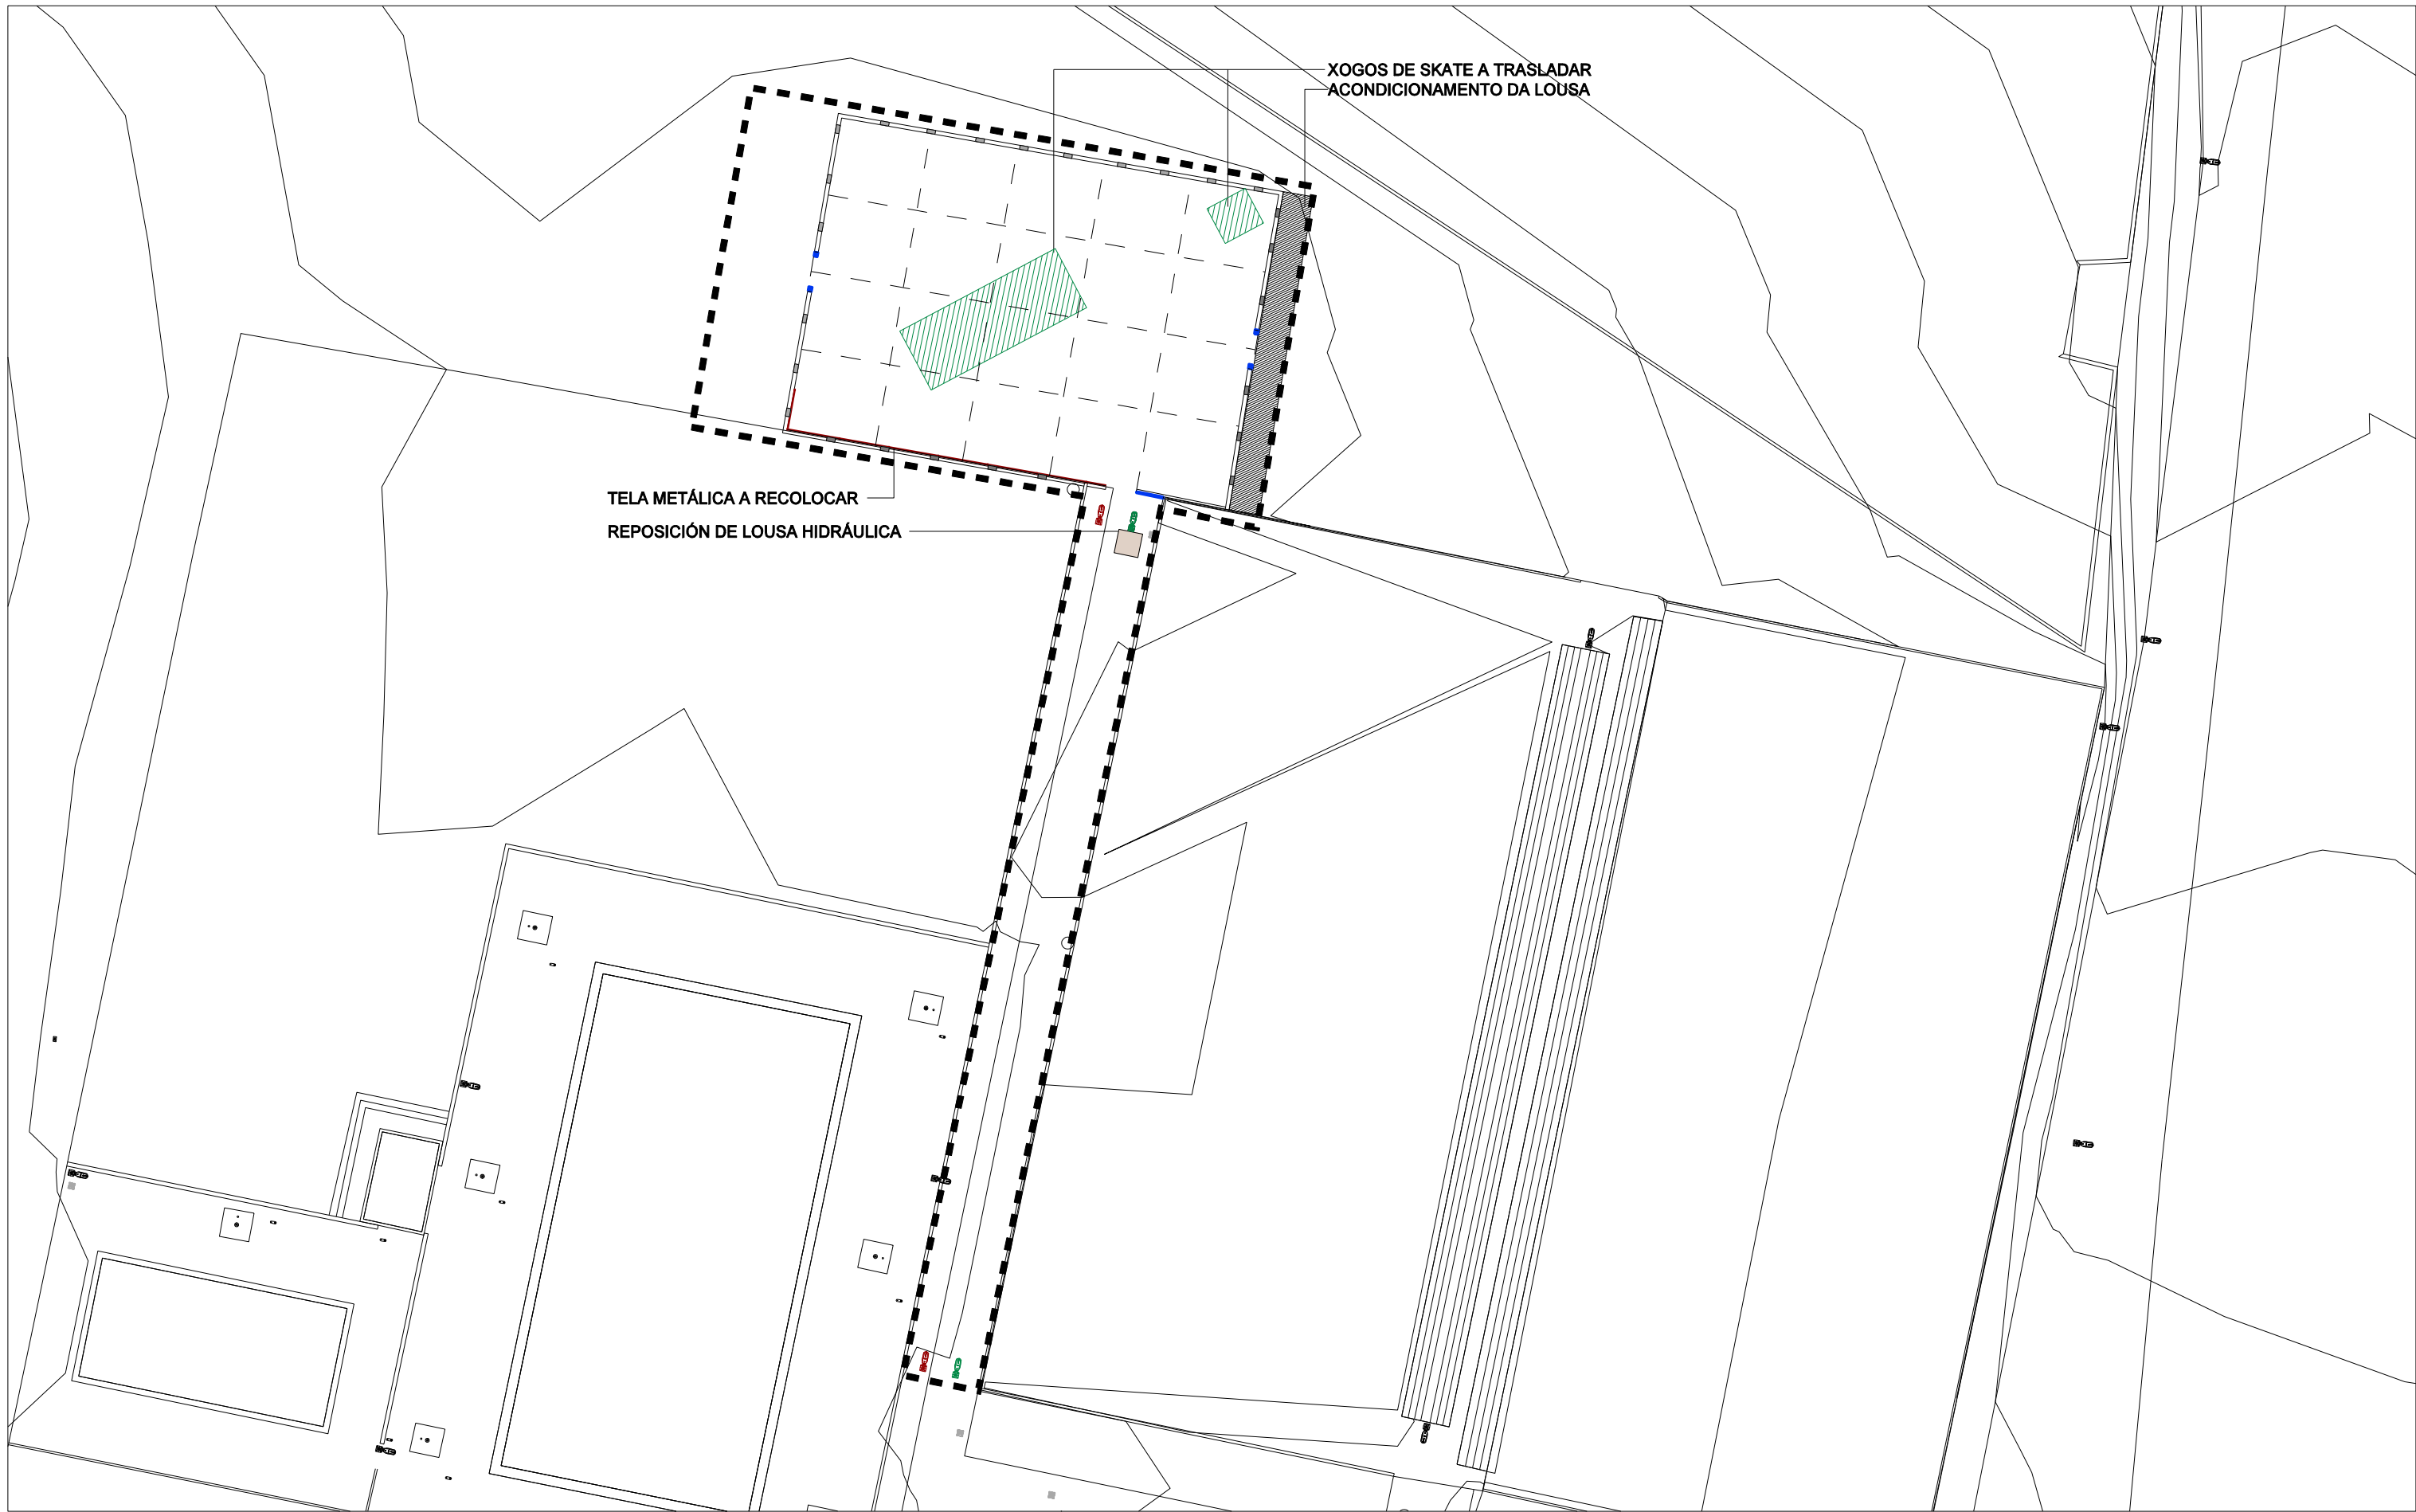 XOGOS DE SKATE A TRASLADAR
ACONDICIONAMENTO DA LOUSA
TELA METÁLICA A RECOLOCAR
REPOSICIÓN DE LOUSA HIDRÁULICA